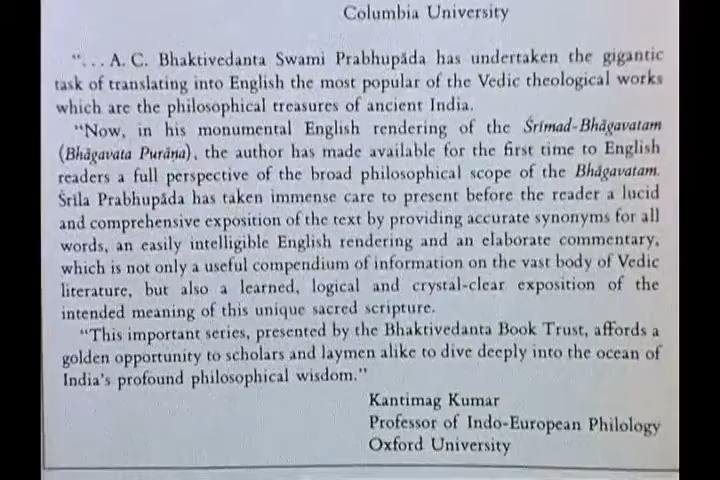 Columbia University
“. . . A. C. Bhaktivedanta Swami Prabhupāda has undertaken the gigantic
task of translating into English the most popular of the Vedic theological works
which are the philosophical treasures of ancient India.
“Now, in his monumental English rendering of the Śrīmad-Bhāgavatam
(Bhāgavata Purāṇa), the author has made available for the first time to English
readers a full perspective of the broad philosophical scope of the Bhāgavatam.
Śrīla Prabhupāda has taken immense care to present before the reader a lucid
and comprehensive exposition of the text by providing accurate synonyms for all
words, an easily intelligible English rendering and an elaborate commentary,
which is not only a useful compendium of information on the vast body of Vedic
literature, but also a learned, logical and crystal-clear exposition of the
intended meaning of this unique sacred scripture.
“This important series, presented by the Bhaktivedanta Book Trust, affords a
golden opportunity to scholars and laymen alike to dive deeply into the ocean of
India’s profound philosophical wisdom.”
Kantimag Kumar
Professor of Indo-European Philology
Oxford University